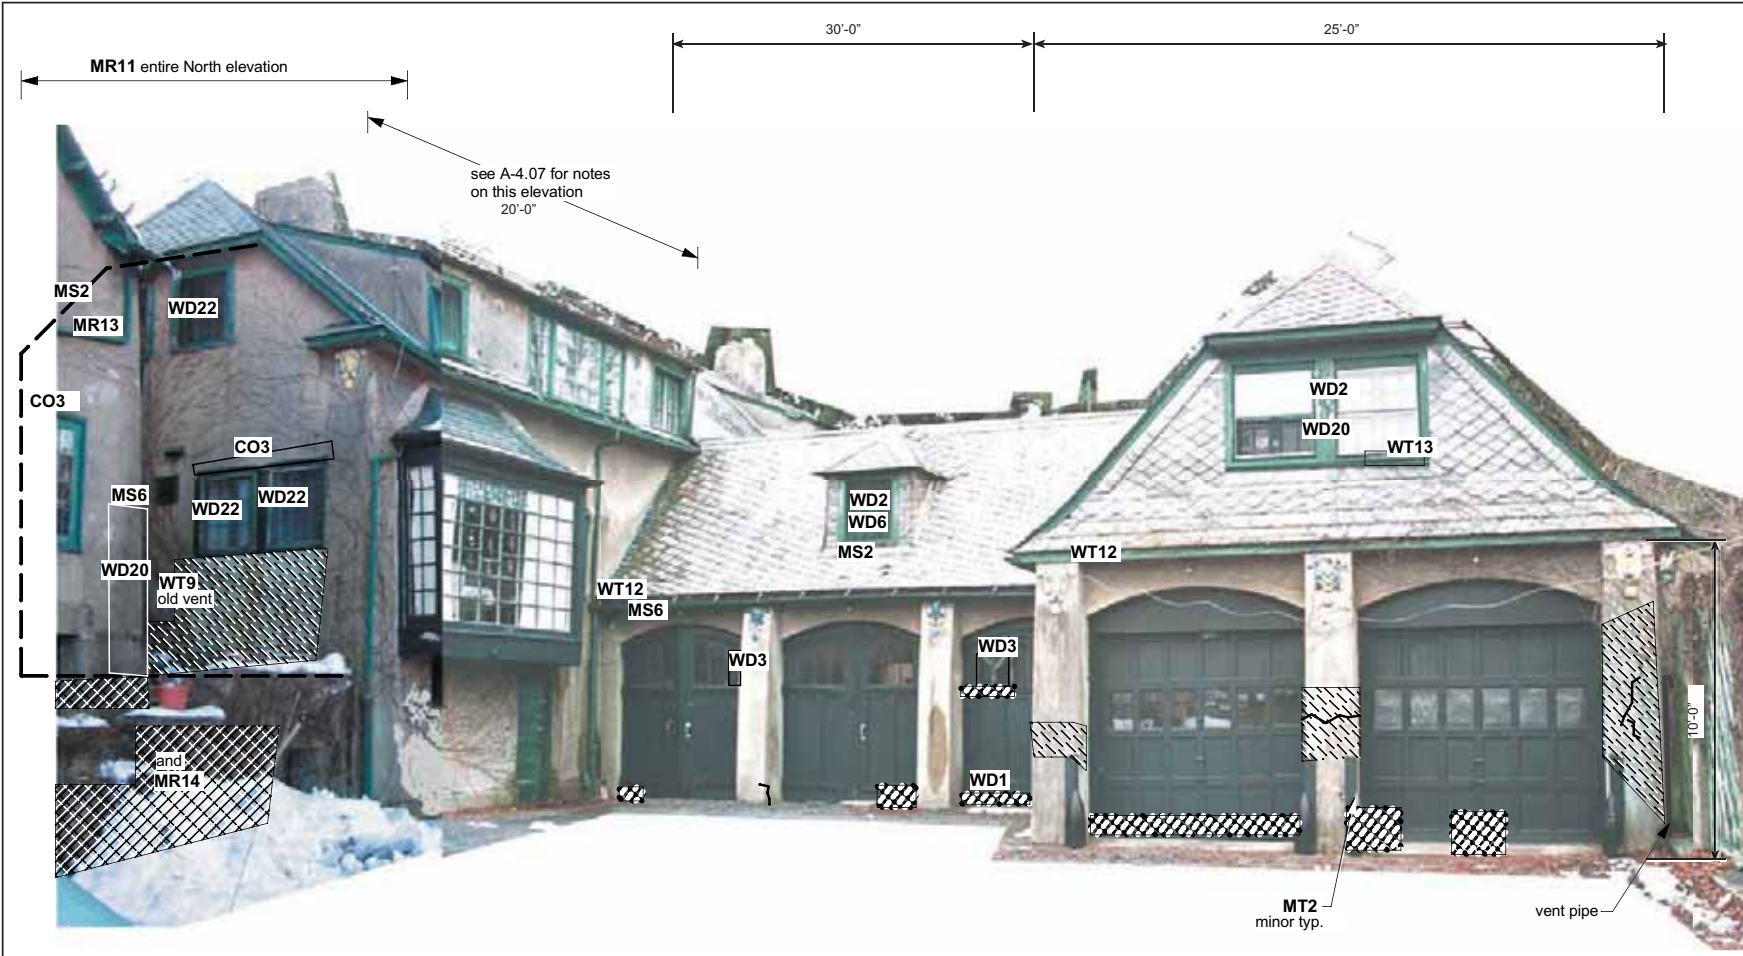 30'-0"
25'-0"
MR11 entire North elevation
see A-4.07 for notes
on this elevation
20'-0"
MS2
WD22
MR13
CO3
CO3
WD22
WD22
MS6
WD20
WT9
old vent
WD2
WD20
WT13
WD2
WD6
MS2
WT12
WT12
MS6
WD3
WD3
WD1
10'-0"
and
MR14
MT2
minor typ.
vent pipe